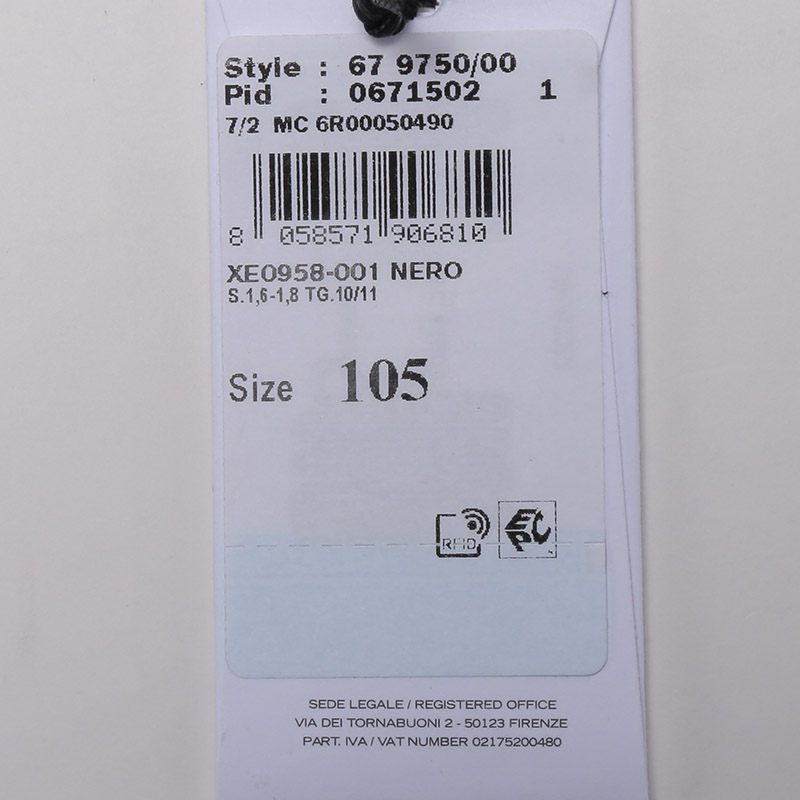 Style : 67 9750/00
Pid : 0671502 1
7/2 MC 6R00050490
8 058571 906810
XE0958-001 NERO
S.1,6-1,8 TG.10/11
Size 105
RFID
EPC
SEDE LEGALE / REGISTERED OFFICE
VIA DEI TORNABUONI 2 - 50123 FIRENZE
PART. IVA / VAT NUMBER 02175200480